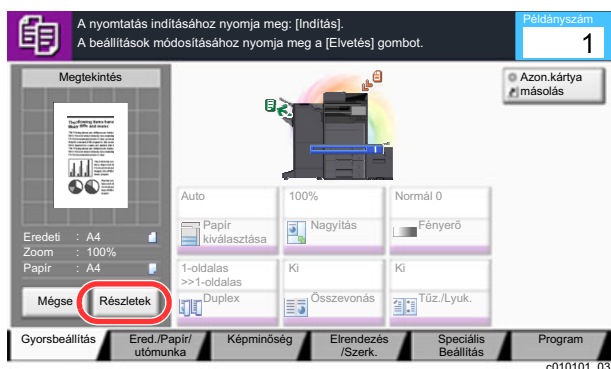 A nyomtatás indításához nyomja meg: [Indítás].
A beállítások módosításához nyomja meg a [Elvetés] gombot.
Példányszám
1
Megtekintés
Azon.kártya
másolás
Eredeti : A4
Zoom : 100%
Papír : A4
Mégse
Részletek
Auto
Papír
kiválasztása
100%
Nagyítás
Normál 0
Fényerő
1-oldalas
>>1-oldalas
Duplex
Ki
Összevonás
Ki
Tűz./Lyuk.
Gyorsbeállítás
Ered./Papír/
utómunka
Képminőség
Elrendezés
/Szerk.
Speciális
Beállítás
Program
c010101_03